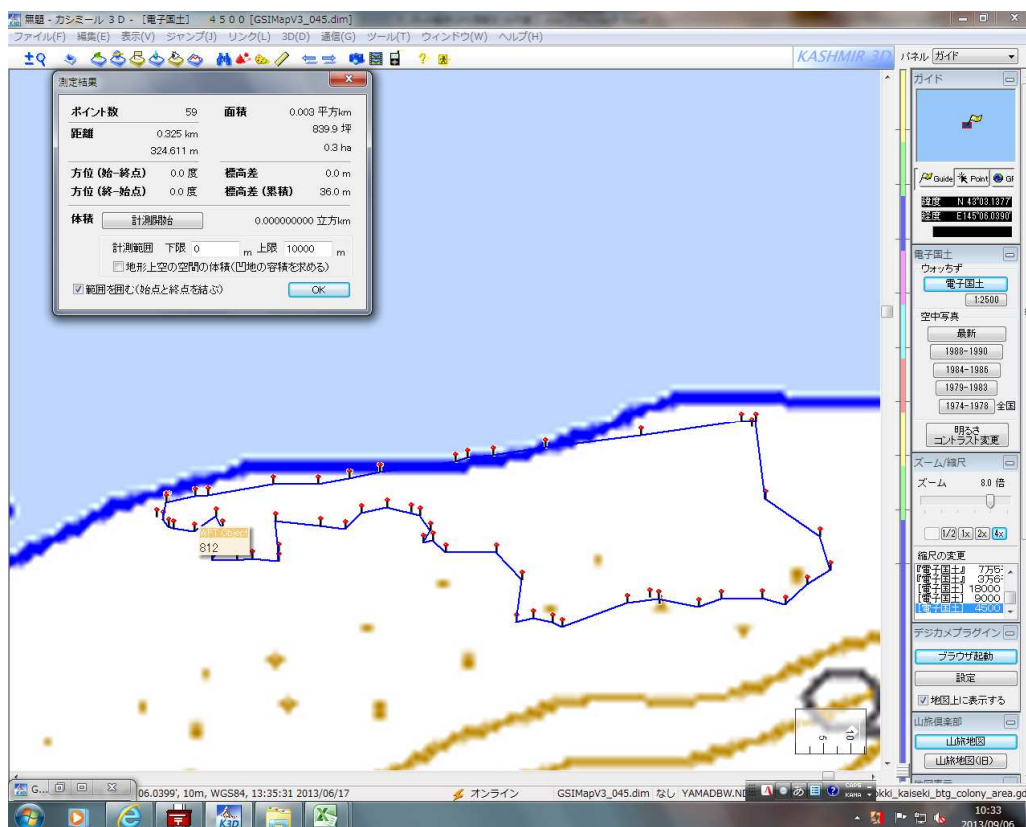 無題 - カシミール 3D - [電子国土]　4500 [GSIMapV3_045.dim]
ファイル(F) 編集(E) 表示(V) ジャンプ(J) リンク(L) 3D(D) 通信(G) ツール(T) ウィンドウ(W) ヘルプ(H)
KASHMIR 3D
パネル ガイド
測定結果
ポイント数 59 面積 0.003 平方km
839.9 坪
距離 0.325 km
0.3 ha
324.611 m
方位 (始-終点) 0.0 度 標高差 0.0 m
方位 (終-始点) 0.0 度 標高差 (累積) 36.0 m
体積 計測開始 0.000000000 立方km
計測範囲 下限 0 m 上限 10000 m
地形上空の空間の体積(凹地の容積を求める)
範囲を囲む(始点と終点を結ぶ) OK
812
ガイド
Guide Point
緯度 N 43°03.1377
経度 E145°06.0390'
電子国土
ウォッちず
電子国土
1:2500
空中写真
最新
1988-1990
1984-1986
1979-1983
1974-1978 全国
明るさ
コントラスト変更
ズーム/縮尺
ズーム 8.0 倍
1/2 1x 2x 4x
縮尺の変更
[電子国土] 18000
[電子国土] 9000
[電子国土] 4500
デジカメプラグイン
ブラウザ起動
設定
地図上に表示する
山旅倶楽部
山旅地図
山旅地図(旧)
5 10
G... 06.0399', 10m, WGS84, 13:35:31 2013/06/17 オンライン GSIMapV3_045.dim なし YAMADBW.N
A あ CAPS KANA
kki_kaiseki_btg_colony_area.gd
10:33
2013/09/06